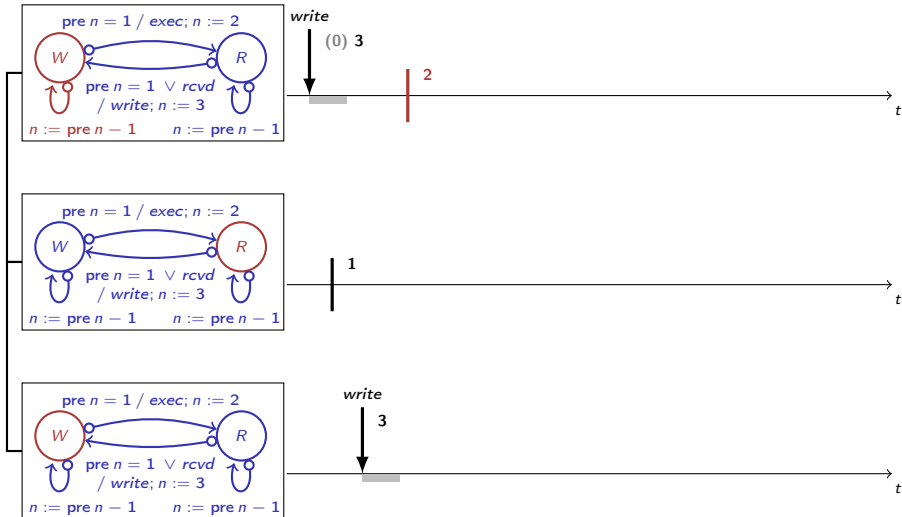 pre n = 1 / exec; n := 2
W
R
pre n = 1 ∨ rcvd
/ write; n := 3
n := pre n − 1
n := pre n − 1
write
(0) 3
2
t
pre n = 1 / exec; n := 2
W
R
pre n = 1 ∨ rcvd
/ write; n := 3
n := pre n − 1
n := pre n − 1
1
t
pre n = 1 / exec; n := 2
W
R
pre n = 1 ∨ rcvd
/ write; n := 3
n := pre n − 1
n := pre n − 1
write
3
t